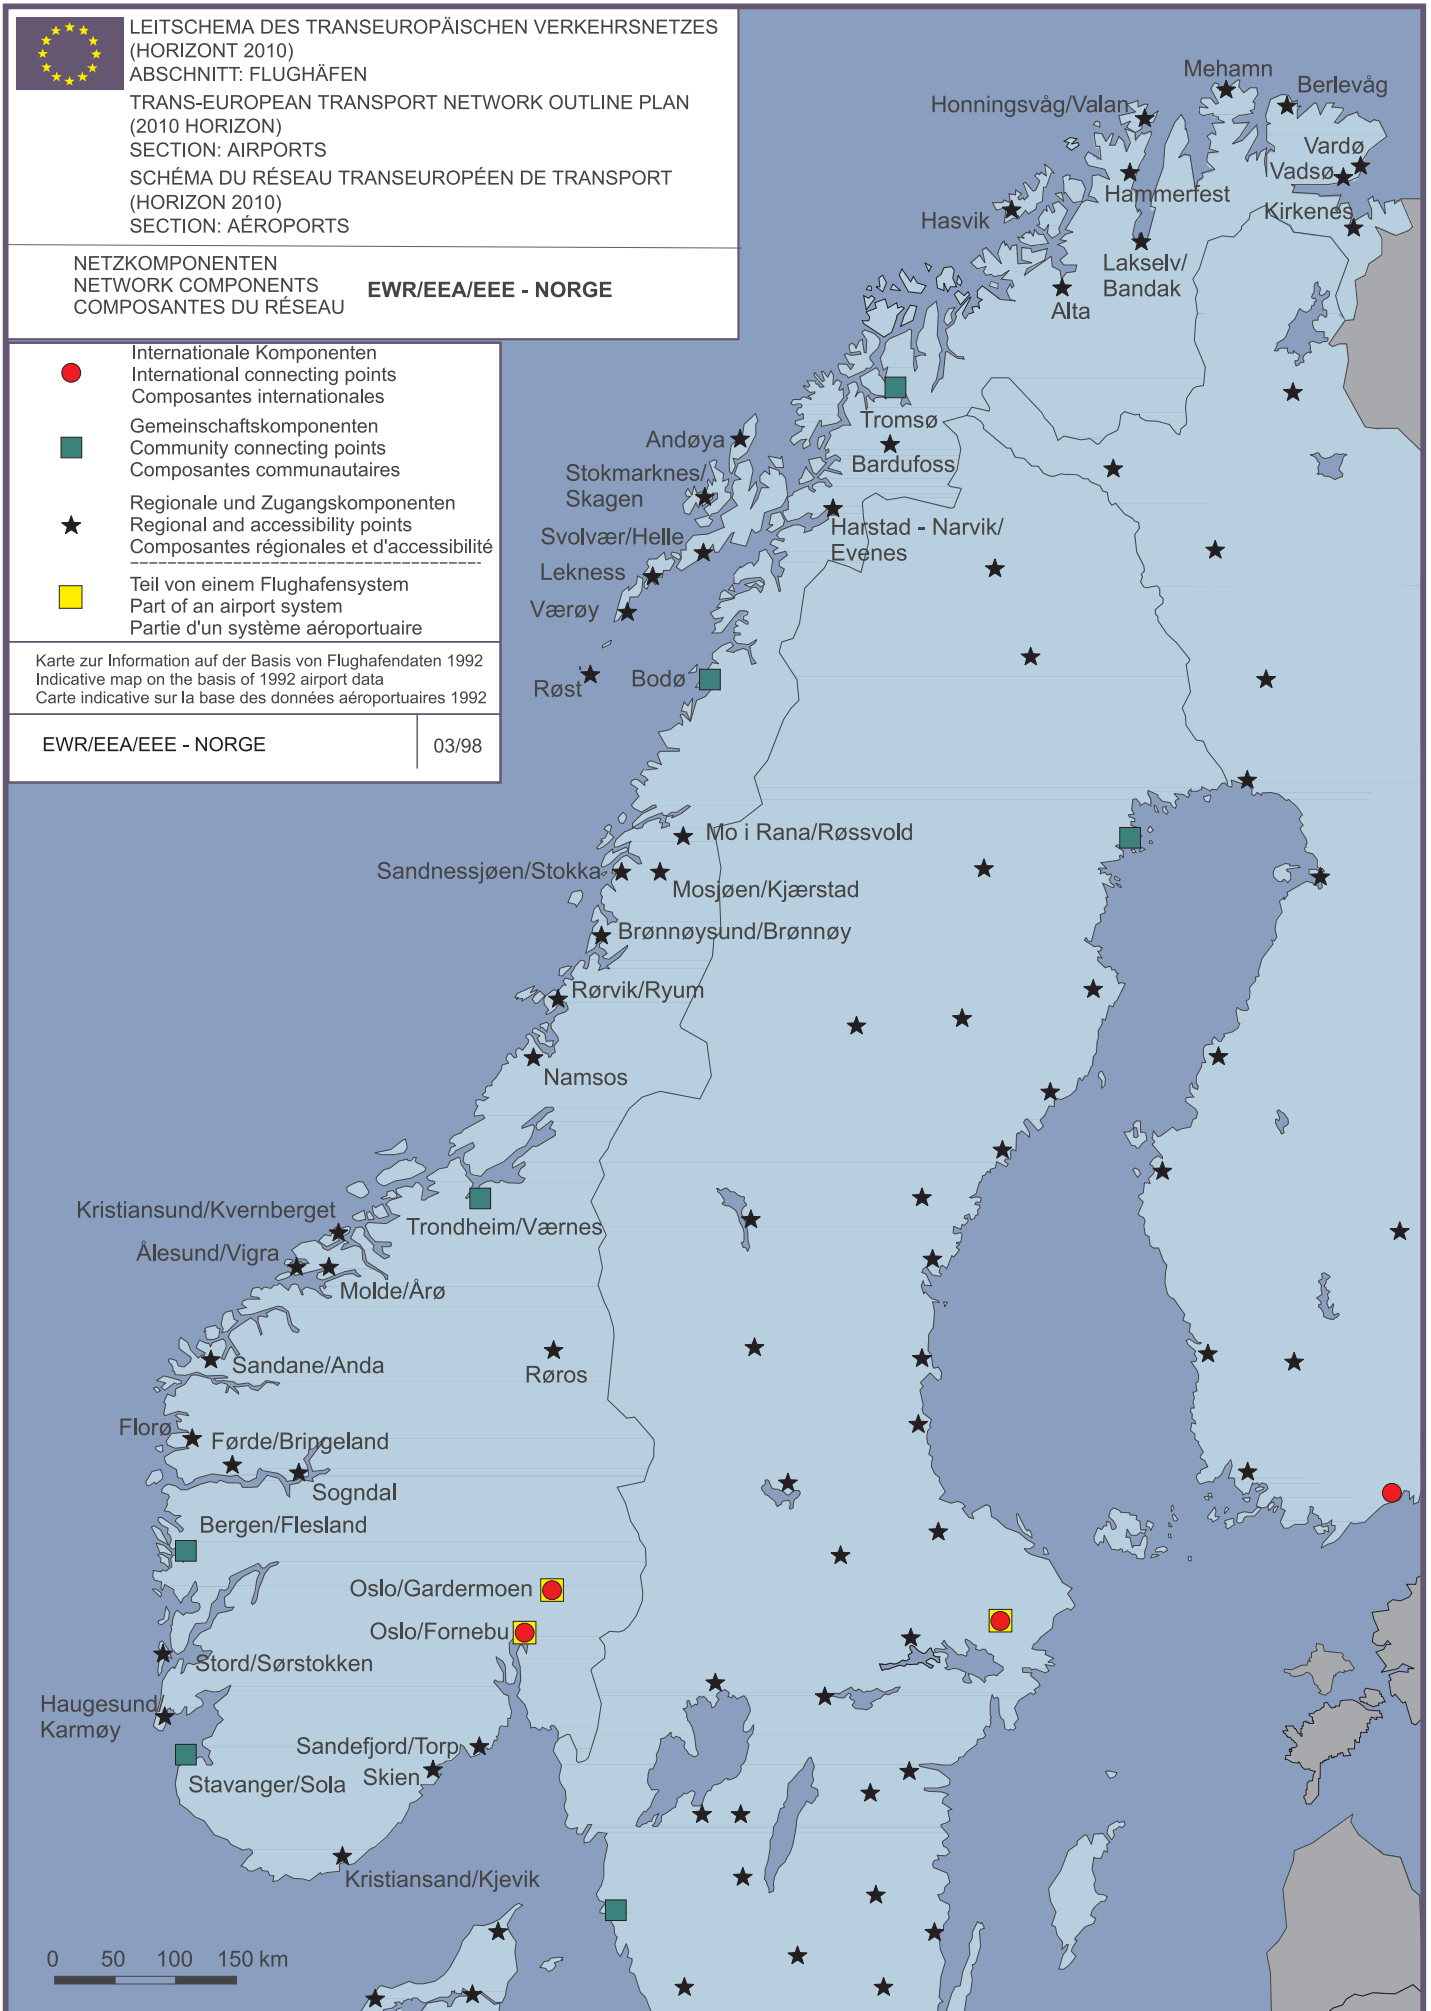 LEITSCHEMA DES TRANSEUROPÄISCHEN VERKEHRSNETZES
(HORIZONT 2010)
ABSCHNITT: FLUGHÄFEN
TRANS-EUROPEAN TRANSPORT NETWORK OUTLINE PLAN
(2010 HORIZON)
SECTION: AIRPORTS
SCHÉMA DU RÉSEAU TRANSEUROPÉEN DE TRANSPORT
(HORIZON 2010)
SECTION: AÉROPORTS
NETZKOMPONENTEN
NETWORK COMPONENTS
COMPOSANTES DU RÉSEAU
EWR/EEA/EEE - NORGE
Internationale Komponenten
International connecting points
Composantes internationales
Gemeinschaftskomponenten
Community connecting points
Composantes communautaires
Regionale und Zugangskomponenten
Regional and accessibility points
Composantes régionales et d'accessibilité
Teil von einem Flughafensystem
Part of an airport system
Partie d'un système aéroportuaire
Karte zur Information auf der Basis von Flughafendaten 1992
Indicative map on the basis of 1992 airport data
Carte indicative sur la base des données aéroportuaires 1992
EWR/EEA/EEE - NORGE
03/98
Mehamn
Berlevåg
Honningsvåg/Valan
Vardø
Vadsø
Hammerfest
Kirkenes
Hasvik
Lakselv/
Bandak
Alta
Tromsø
Andøya
Bardufoss
Stokmarknes/
Skagen
Harstad - Narvik/
Evenes
Svolvær/Helle
Lekness
Værøy
Røst
Bodø
Mo i Rana/Røssvold
Sandnessjøen/Stokka
Mosjøen/Kjærstad
Brønnøysund/Brønnøy
Rørvik/Ryum
Namsos
Kristiansund/Kvernberget
Trondheim/Værnes
Ålesund/Vigra
Molde/Årø
Sandane/Anda
Røros
Florø
Førde/Bringeland
Sogndal
Bergen/Flesland
Oslo/Gardermoen
Oslo/Fornebu
Stord/Sørstokken
Haugesund/
Karmøy
Sandefjord/Torp
Skien
Stavanger/Sola
Kristiansand/Kjevik
0 50 100 150 km